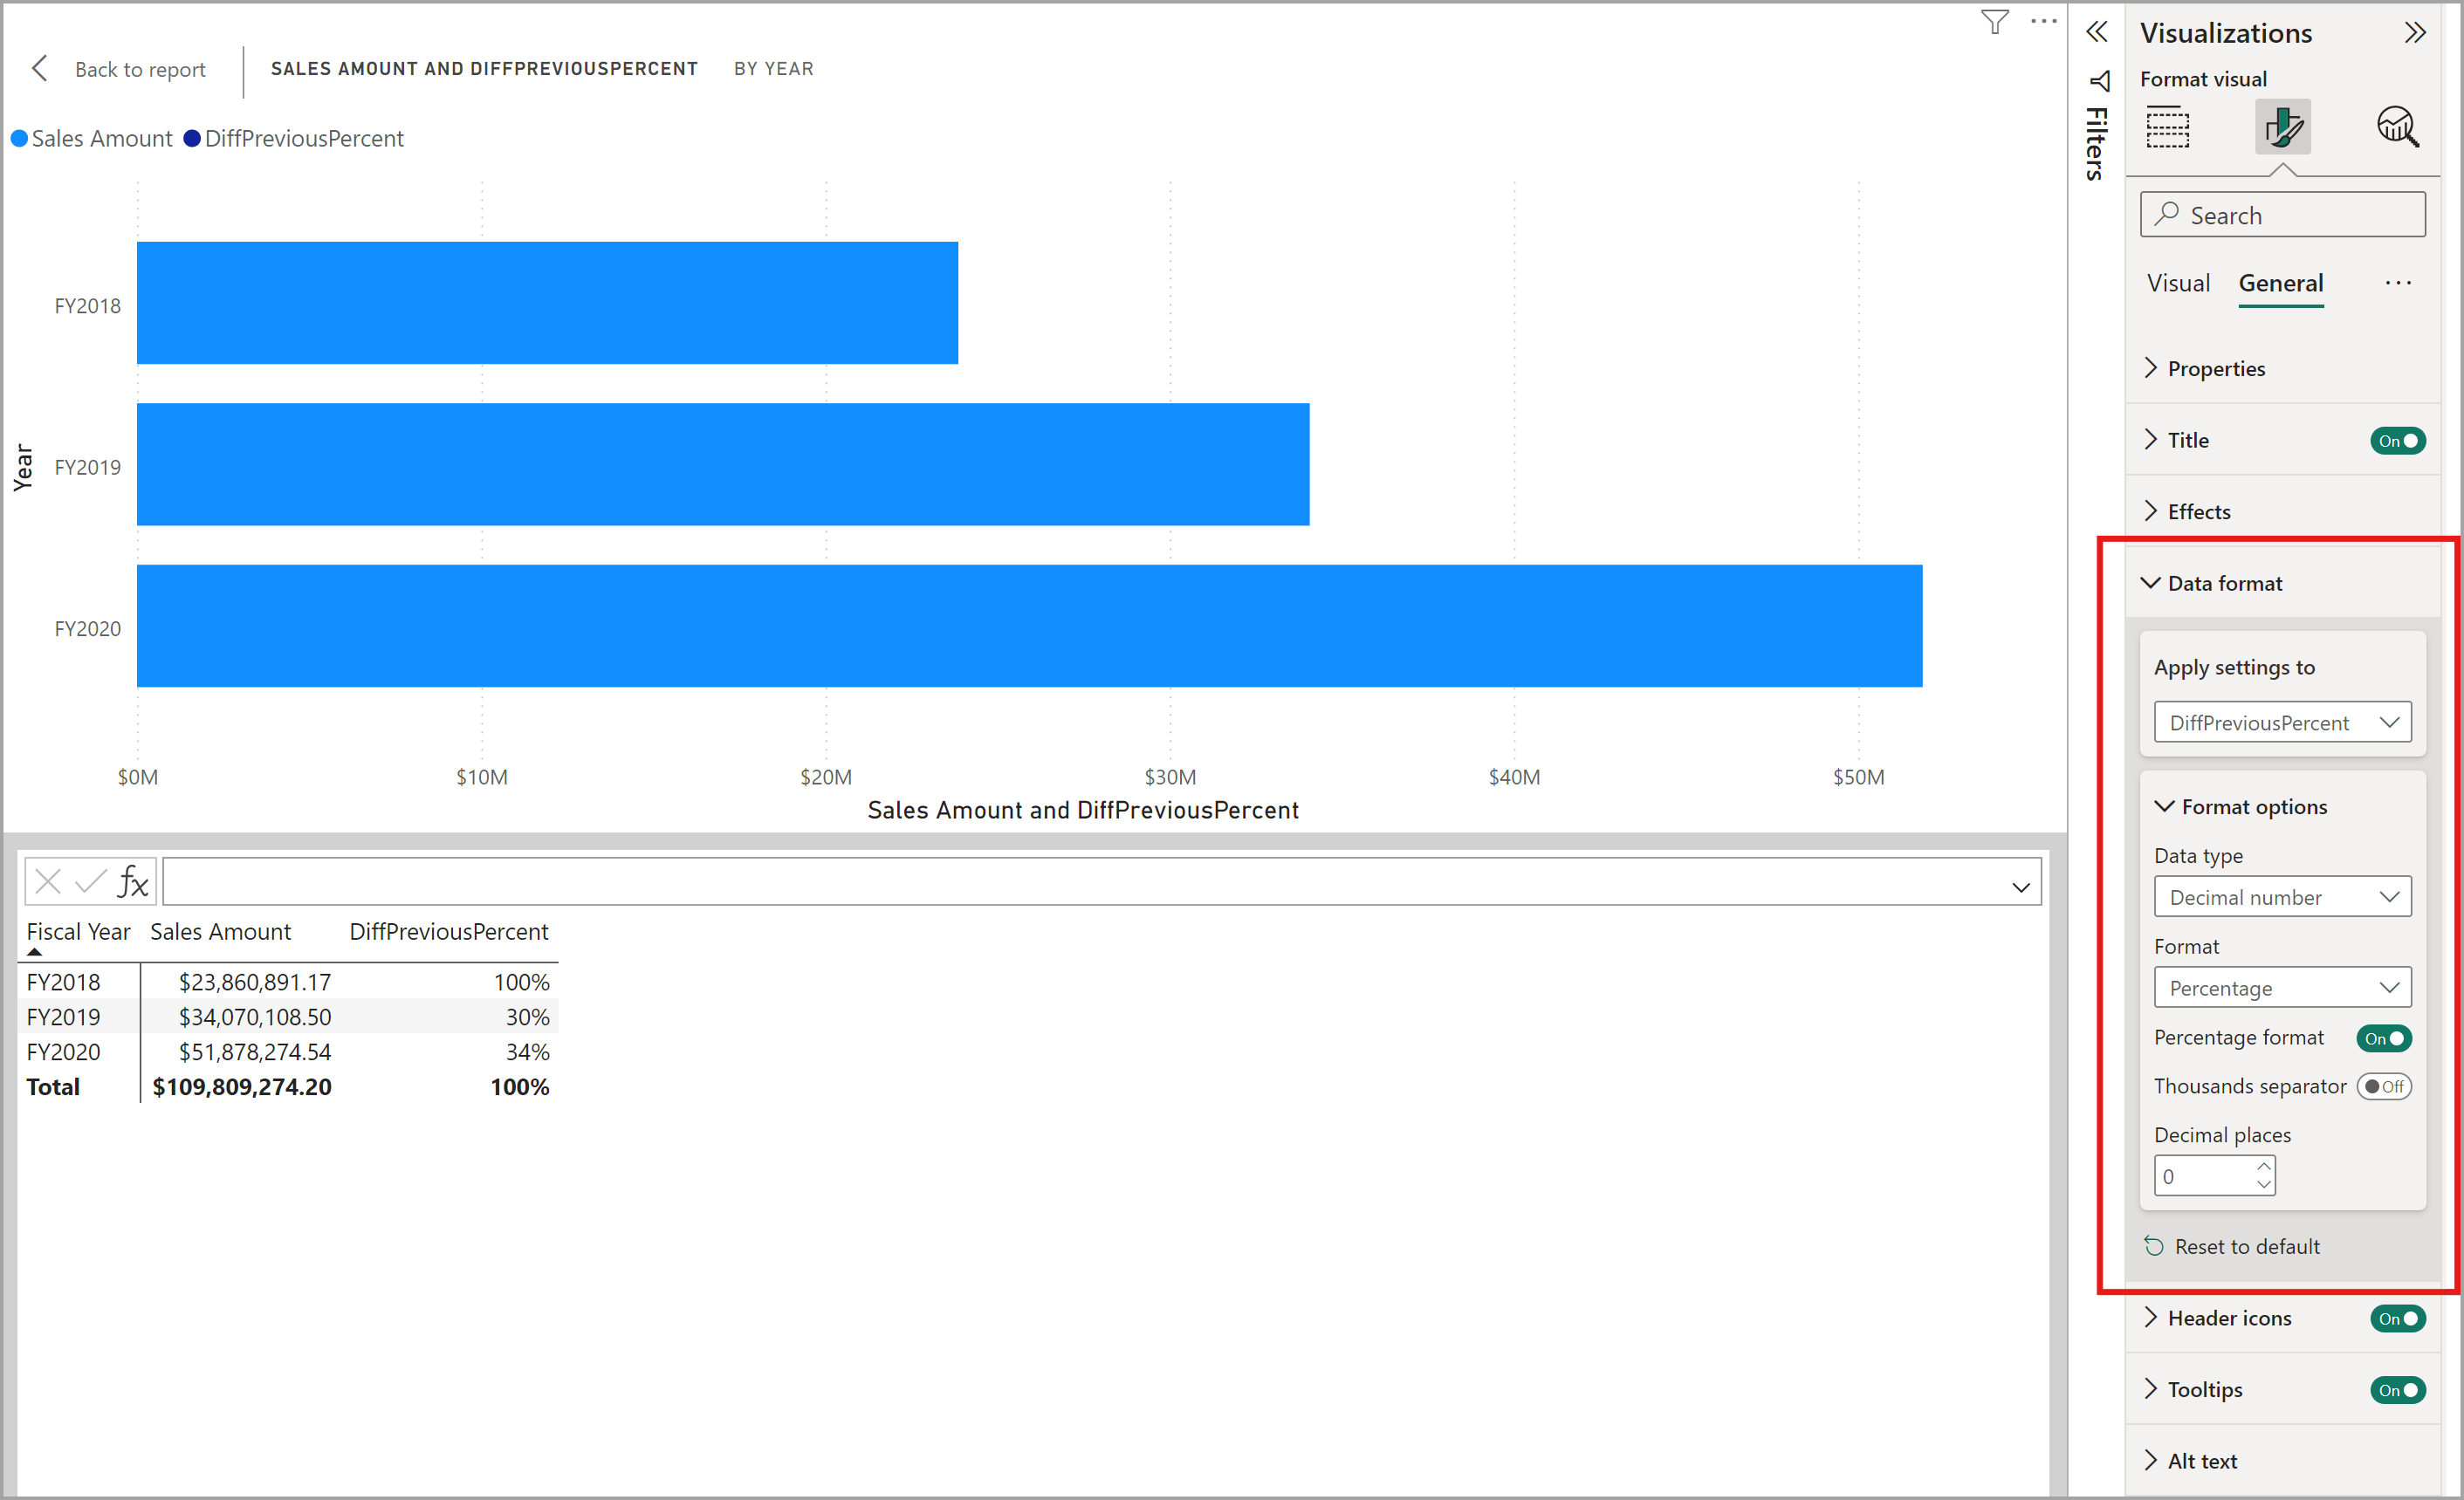 Back to report
SALES AMOUNT AND DIFFPREVIOUSPERCENT BY YEAR
Sales Amount DiffPreviousPercent
Year
FY2018
FY2019
FY2020
$0M $10M $20M $30M $40M $50M
Sales Amount and DiffPreviousPercent
fx
Fiscal Year Sales Amount DiffPreviousPercent
FY2018 $23,860,891.17 100%
FY2019 $34,070,108.50 30%
FY2020 $51,878,274.54 34%
Total $109,809,274.20 100%
Filters
Visualizations
Format visual
Search
Visual General
Properties
Title On
Effects
Data format
Apply settings to
DiffPreviousPercent
Format options
Data type
Decimal number
Format
Percentage
Percentage format On
Thousands separator Off
Decimal places
0
Reset to default
Header icons On
Tooltips On
Alt text